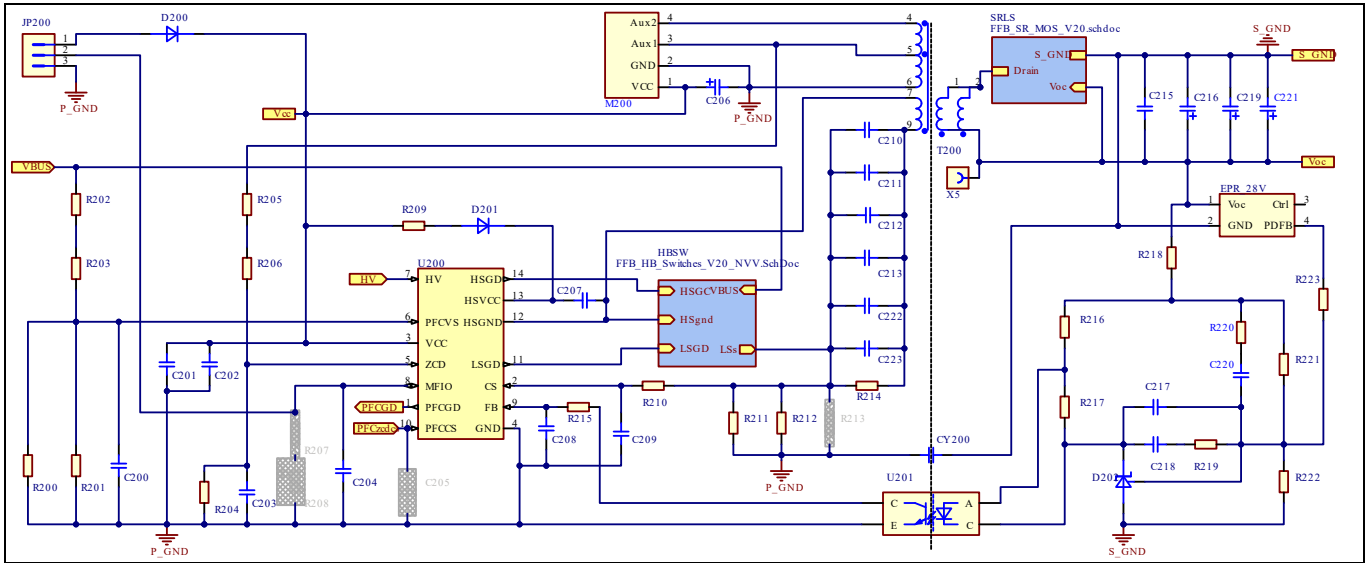 JP200
1
2
3
P_GND
D200
Vcc
VBUS
M200
Aux2
Aux1
GND
VCC
4
3
2
1
C206
P_GND
4
5
6
7
9
T200
1
2
SRLS
FFB_SR_MOS_V20.schdoc
S_GND
Drain
Voc
S_GND
S_GND
C215
C216
C219
C221
Voc
X5
EPR_28V
Voc
GND
Ctrl
PDFB
1
2
3
4
R202
R203
R205
R206
R209
D201
HV
U200
HV
PFCVS
VCC
ZCD
MFIO
PFCGD
PFCCS
HSGD
HSVCC
HSGND
LSGD
CS
FB
GND
7
6
3
5
8
1
10
14
13
12
11
2
9
4
PFCGD
C207
HBSW
FFB_HB_Switches_V20_NVV.SchDoc
VBUS
HSgnd
LSGD
LSs
C210
C211
C212
C213
C222
C223
R214
R210
R211
R212
R213
P_GND
R215
C208
C209
CY200
U201
C
E
A
C
C201
C202
R200
R201
C200
R204
C203
R207
R208
C204
C205
P_GND
R218
R216
R217
R220
C220
R221
R223
C217
C218
R219
R222
S_GND